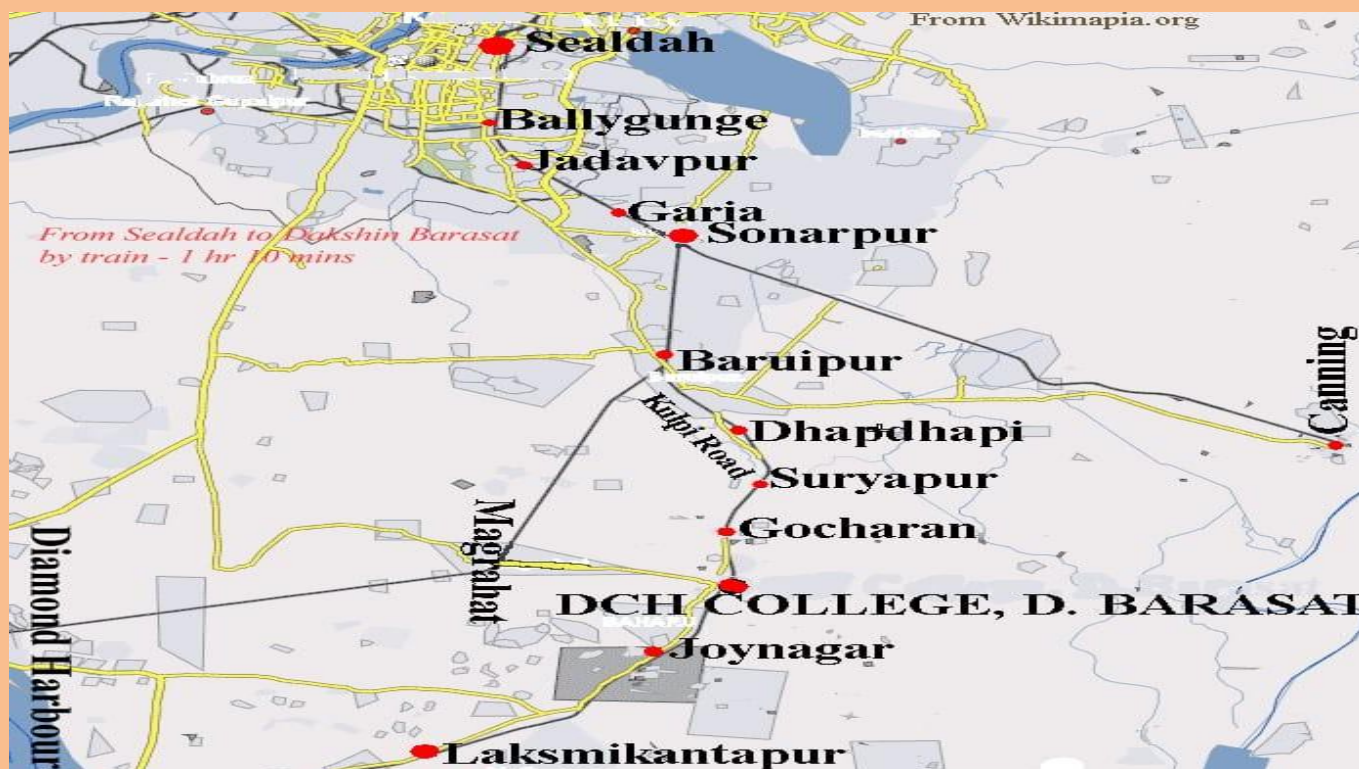 From Wikimapia.org
Sealdah
Ballygunge
Jadavpur
Garia
From Sealdah to Dakshin Barasat
by train - 1 hr 10 mins
Sonarpur
Canning
Baruipur
Kulpi Road
Dhapdhapi
Suryapur
Magrahat
Gocharan
Diamond Harbour
DCH COLLEGE, D. BARASAT
BAHARU
Joynagar
Laksmikantapur